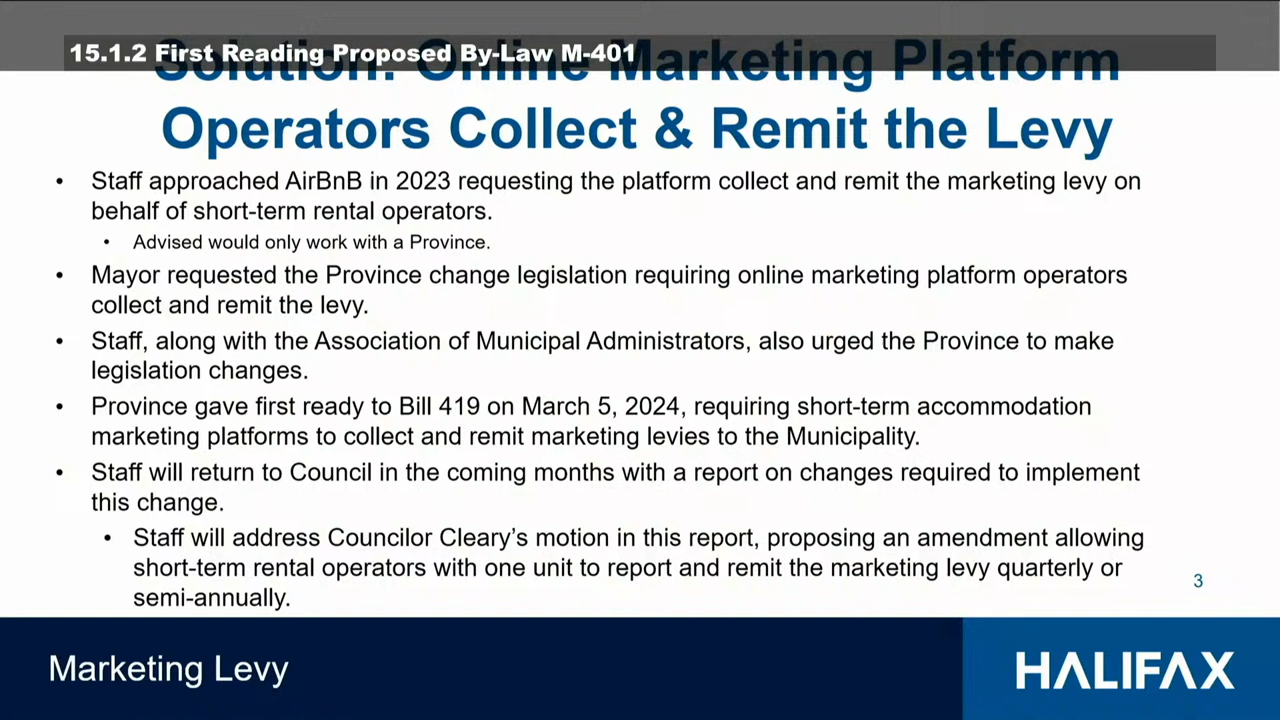 15.1.2 First Reading Proposed By-Law M-401
Solution: Online Marketing Platform
Operators Collect & Remit the Levy
• Staff approached AirBnB in 2023 requesting the platform collect and remit the marketing levy on
behalf of short-term rental operators.
• Advised would only work with a Province.
• Mayor requested the Province change legislation requiring online marketing platform operators
collect and remit the levy.
• Staff, along with the Association of Municipal Administrators, also urged the Province to make
legislation changes.
• Province gave first ready to Bill 419 on March 5, 2024, requiring short-term accommodation
marketing platforms to collect and remit marketing levies to the Municipality.
• Staff will return to Council in the coming months with a report on changes required to implement
this change.
• Staff will address Councilor Cleary’s motion in this report, proposing an amendment allowing
short-term rental operators with one unit to report and remit the marketing levy quarterly or
semi-annually.
3
Marketing Levy
HALIFAX